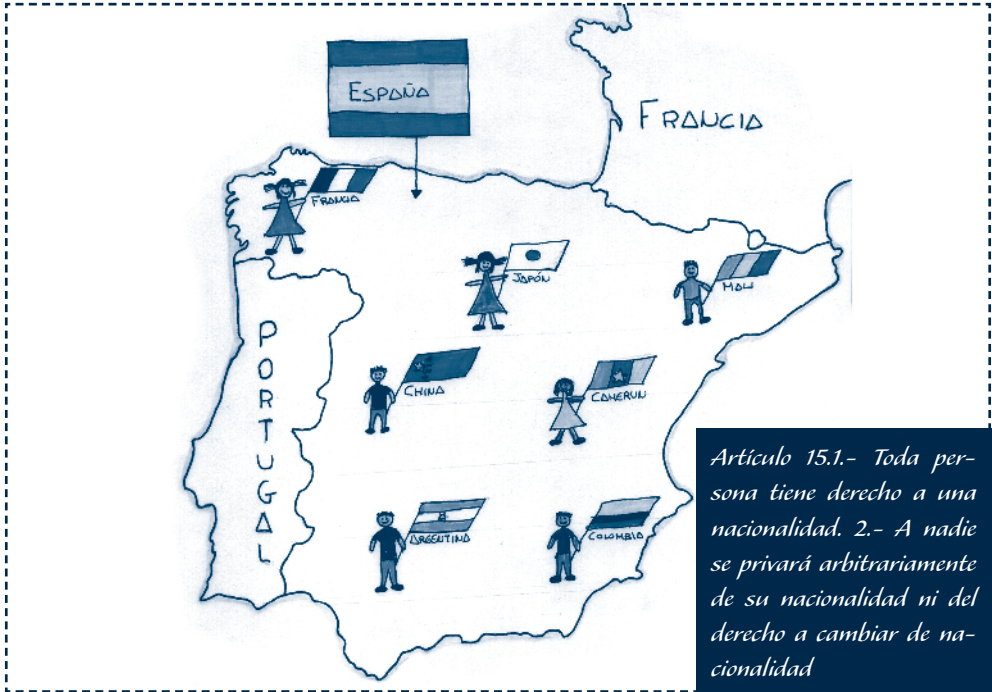 ESPAÑA
FRANCIA
FRANCIA
JAPÓN
MALI
CHINA
CAMERUN
PORTUGAL
ARGENTINA
COLOMBIA
Artículo 15.1.- Toda per-
sona tiene derecho a una
nacionalidad. 2.- A nadie
se privará arbitrariamente
de su nacionalidad ni del
derecho a cambiar de na-
cionalidad